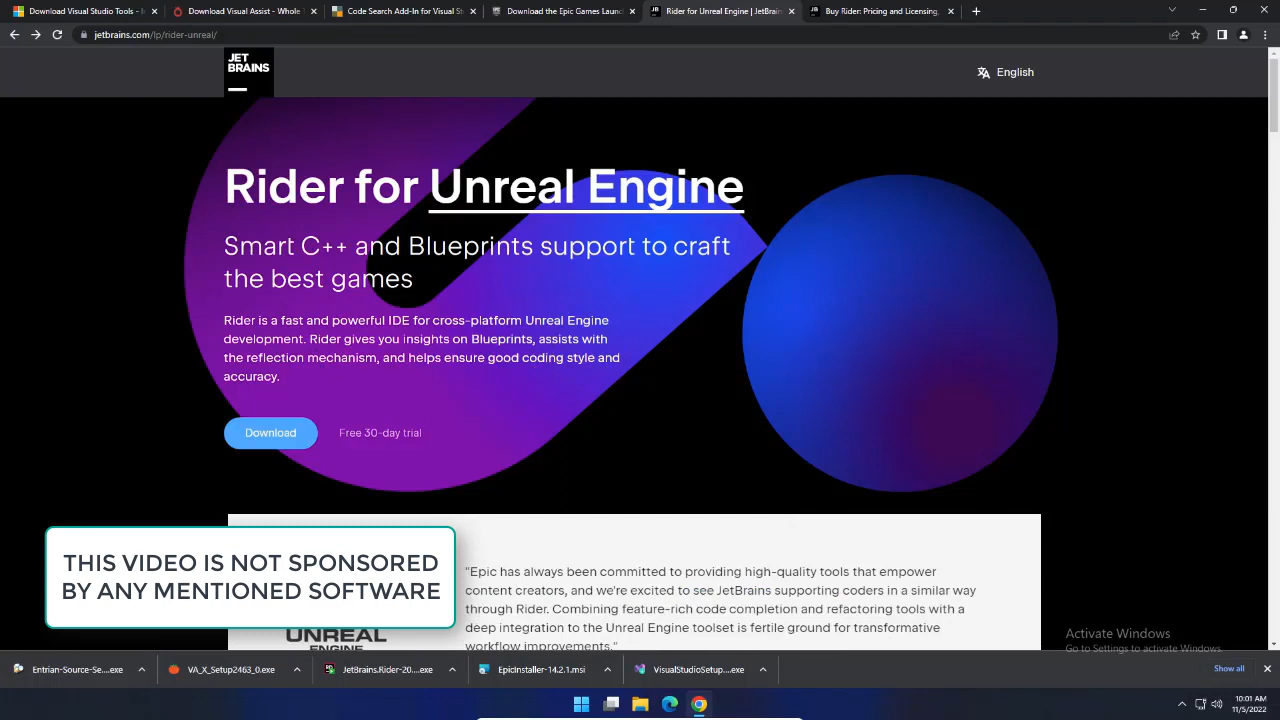 Download Visual Studio Tool
Visual Assist - Whole
Code Search Add-In for Visual St
Download the Epic Games Launc
Rider for Unreal Engine | JetBrain
Buy Rider Pricing and Licensing,
jetbrains.com/lp/rider-unreal/
JET
BRAINS
English
Rider for Unreal Engine
Smart C++ and Blueprints support to craft
the best games
Rider is a fast and powerful IDE for cross-platform Unreal Engine
development. Rider gives you insights on Blueprints, assists with
the reflection mechanism, and helps ensure good coding style and
accuracy.
Download
Free 30-day trial
THIS VIDEO IS NOT SPONSORED
BY ANY MENTIONED SOFTWARE
"Epic has always been committed to providing high-quality tools that empower
content creators, and we're excited to see JetBrains supporting coders in a similar way
through Rider. Combining feature-rich code completion and refactoring tools with a
deep integration to the Unreal Engine toolset is fertile ground for transformative
workflow improvements."
UNREAL
ENGINE
Activate Windows
Go to Settings to activate Windows.
Entrian-Source-Se....exe
VA_X_Setup2463_0.exe
JetBrains.Rider-20....exe
EpicInstaller-14.2.1.msi
VisualStudioSetup....exe
Show all
10:01 AM
11/5/2022